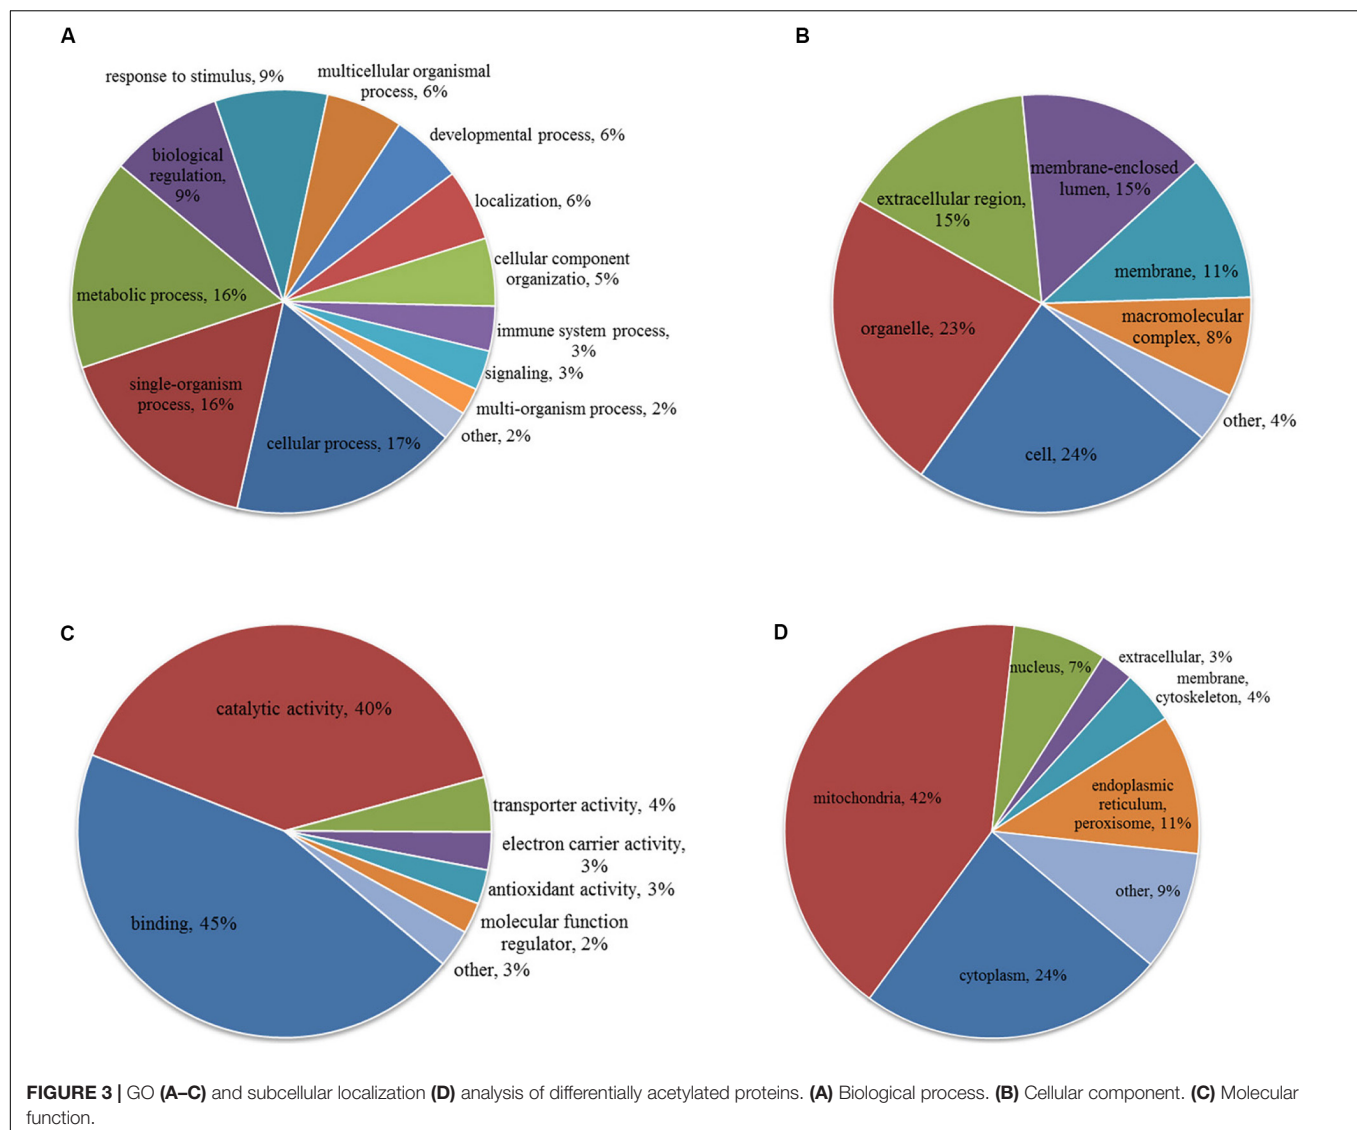 A
response to stimulus, 9%
multicellular organismal
process, 6%
developmental process, 6%
localization, 6%
cellular component
organizatio, 5%
immune system process,
3%
signaling, 3%
multi-organism process, 2%
other, 2%
cellular process, 17%
single-organism
process, 16%
metabolic process, 16%
biological
regulation,
9%
B
membrane-enclosed
lumen, 15%
membrane, 11%
macromolecular
complex, 8%
other, 4%
cell, 24%
organelle, 23%
extracellular region,
15%
C
catalytic activity, 40%
transporter activity, 4%
electron carrier activity,
3%
antioxidant activity, 3%
molecular function
regulator, 2%
other, 3%
binding, 45%
D
nucleus, 7%
extracellular, 3%
membrane,
cytoskeleton, 4%
endoplasmic
reticulum,
peroxisome, 11%
other, 9%
cytoplasm, 24%
mitochondria, 42%
FIGURE 3 | GO (A–C) and subcellular localization (D) analysis of differentially acetylated proteins. (A) Biological process. (B) Cellular component. (C) Molecular
function.